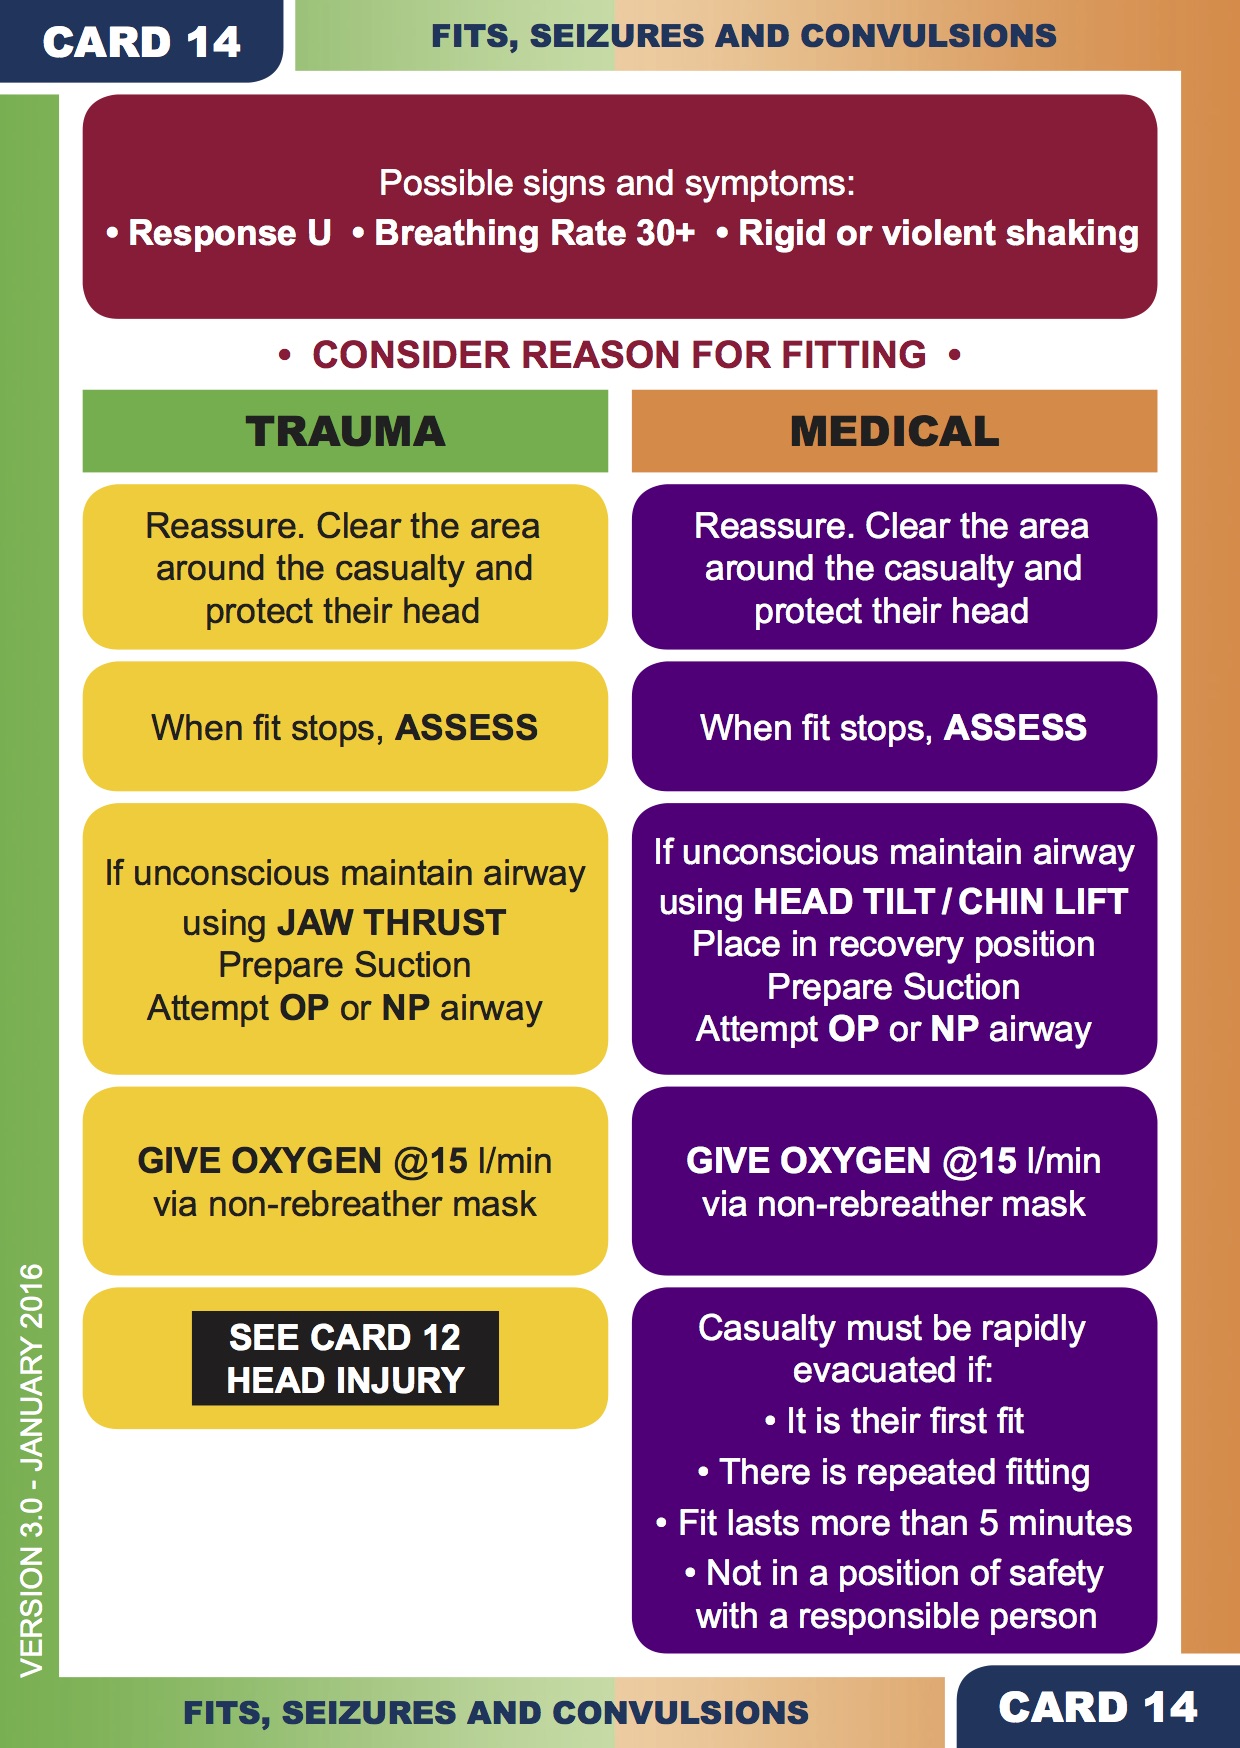 CARD 14
FITS, SEIZURES AND CONVULSIONS
Possible signs and symptoms:
• Response U • Breathing Rate 30+ • Rigid or violent shaking
• CONSIDER REASON FOR FITTING •
TRAUMA
Reassure. Clear the area
around the casualty and
protect their head
When fit stops, ASSESS
If unconscious maintain airway
using JAW THRUST
Prepare Suction
Attempt OP or NP airway
GIVE OXYGEN @15 l/min
via non-rebreather mask
SEE CARD 12
HEAD INJURY
MEDICAL
Reassure. Clear the area
around the casualty and
protect their head
When fit stops, ASSESS
If unconscious maintain airway
using HEAD TILT / CHIN LIFT
Place in recovery position
Prepare Suction
Attempt OP or NP airway
GIVE OXYGEN @15 l/min
via non-rebreather mask
Casualty must be rapidly
evacuated if:
• It is their first fit
• There is repeated fitting
• Fit lasts more than 5 minutes
• Not in a position of safety
with a responsible person
VERSION 3.0 - JANUARY 2016
FITS, SEIZURES AND CONVULSIONS
CARD 14